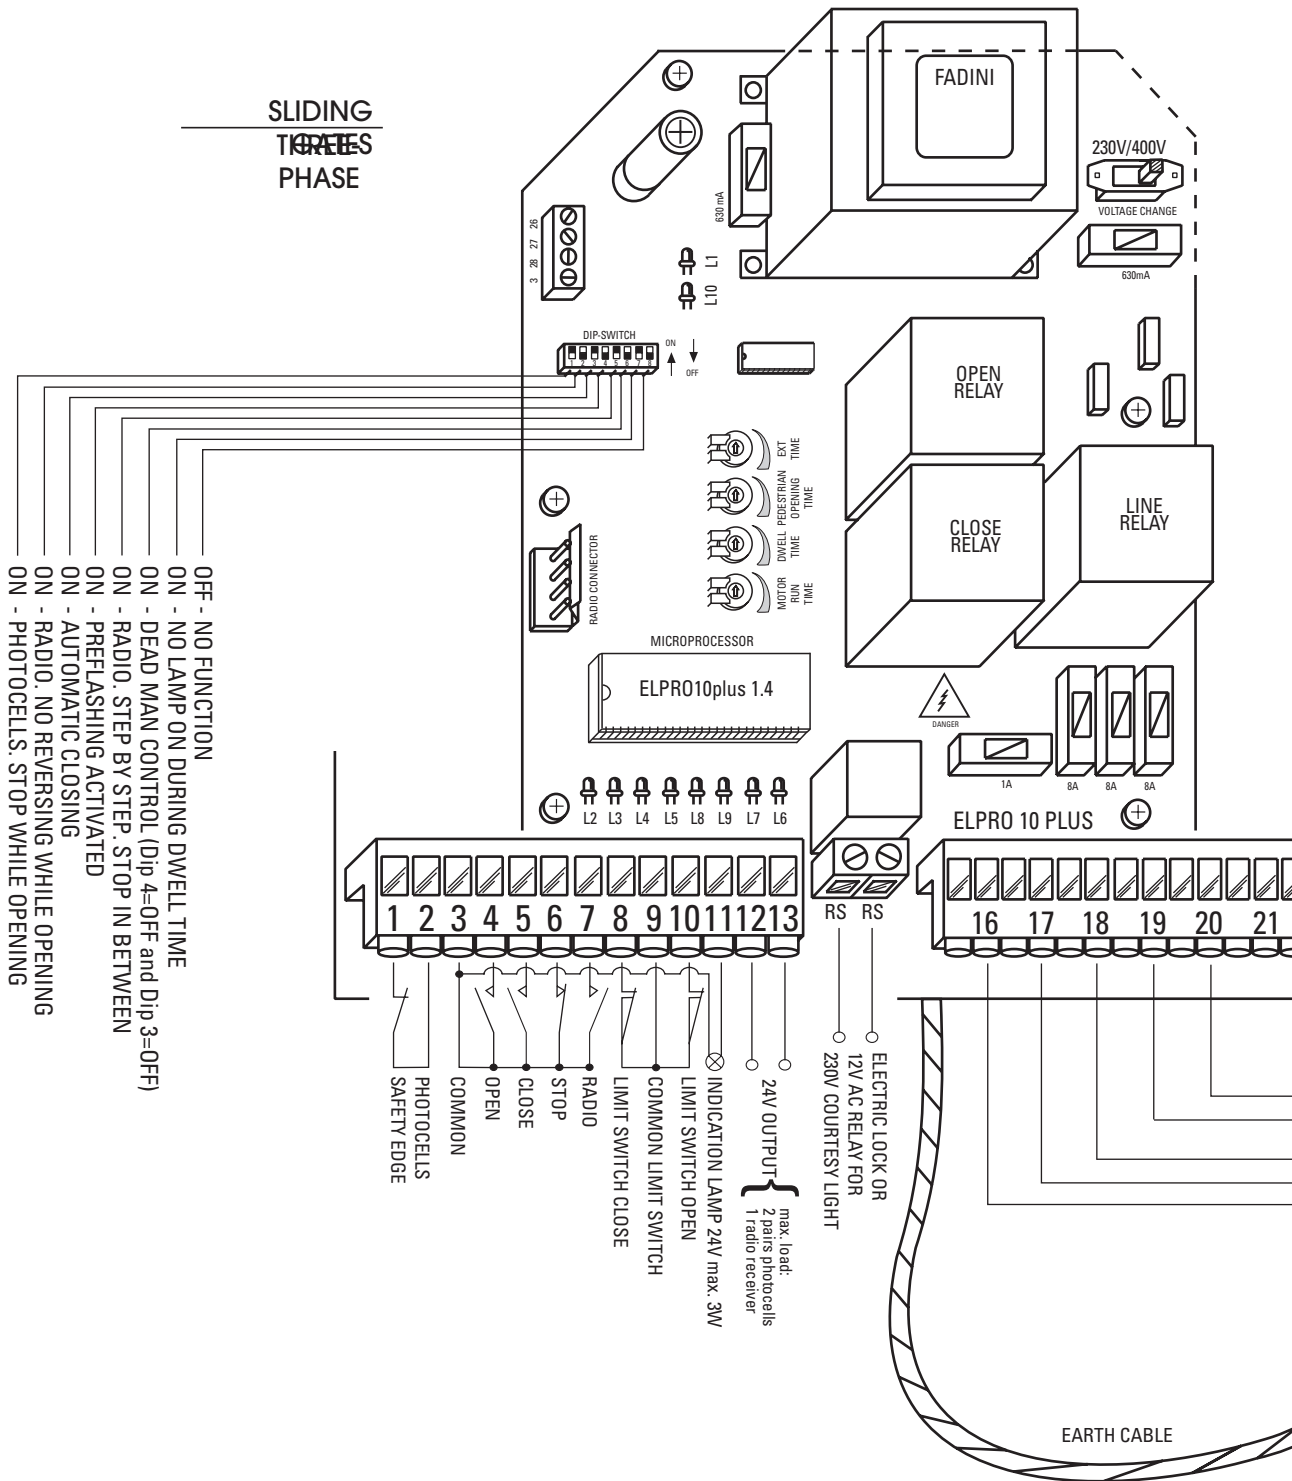 SLIDING
GATES
THREE-
PHASE
FADINI
230V/400V
VOLTAGE CHANGE
630mA
630 mA
26
27
28
3
L1
L10
DIP-SWITCH
1 2 3 4 5 6 7 8
ON
OFF
OPEN
RELAY
CLOSE
RELAY
LINE
RELAY
EXT
TIME
PEDESTRIAN
OPENING
TIME
DWELL
TIME
MOTOR
RUN
TIME
RADIO CONNECTOR
MICROPROCESSOR
ELPRO10plus 1.4
DANGER
1A
8A
8A
8A
L2 L3 L4 L5 L8 L9 L7 L6
ELPRO 10 PLUS
OFF - NO FUNCTION
ON - NO LAMP ON DURING DWELL TIME
ON - DEAD MAN CONTROL (Dip 4=OFF and Dip 3=OFF)
ON - RADIO. STEP BY STEP. STOP IN BETWEEN
ON - PREFLASHING ACTIVATED
ON - AUTOMATIC CLOSING
ON - RADIO. NO REVERSING WHILE OPENING
ON - PHOTOCELLS. STOP WHILE OPENING
1 2 3 4 5 6 7 8 9 10 11 12 13
RS RS
16 17 18 19 20 21
SAFETY EDGE
PHOTOCELLS
COMMON
OPEN
CLOSE
STOP
RADIO
LIMIT SWITCH CLOSE
COMMON LIMIT SWITCH
LIMIT SWITCH OPEN
INDICATION LAMP 24V max. 3W
24V OUTPUT
max. load:
2 pairs photocells
1 radio receiver
ELECTRIC LOCK OR
12V AC RELAY FOR
230V COURTESY LIGHT
EARTH CABLE